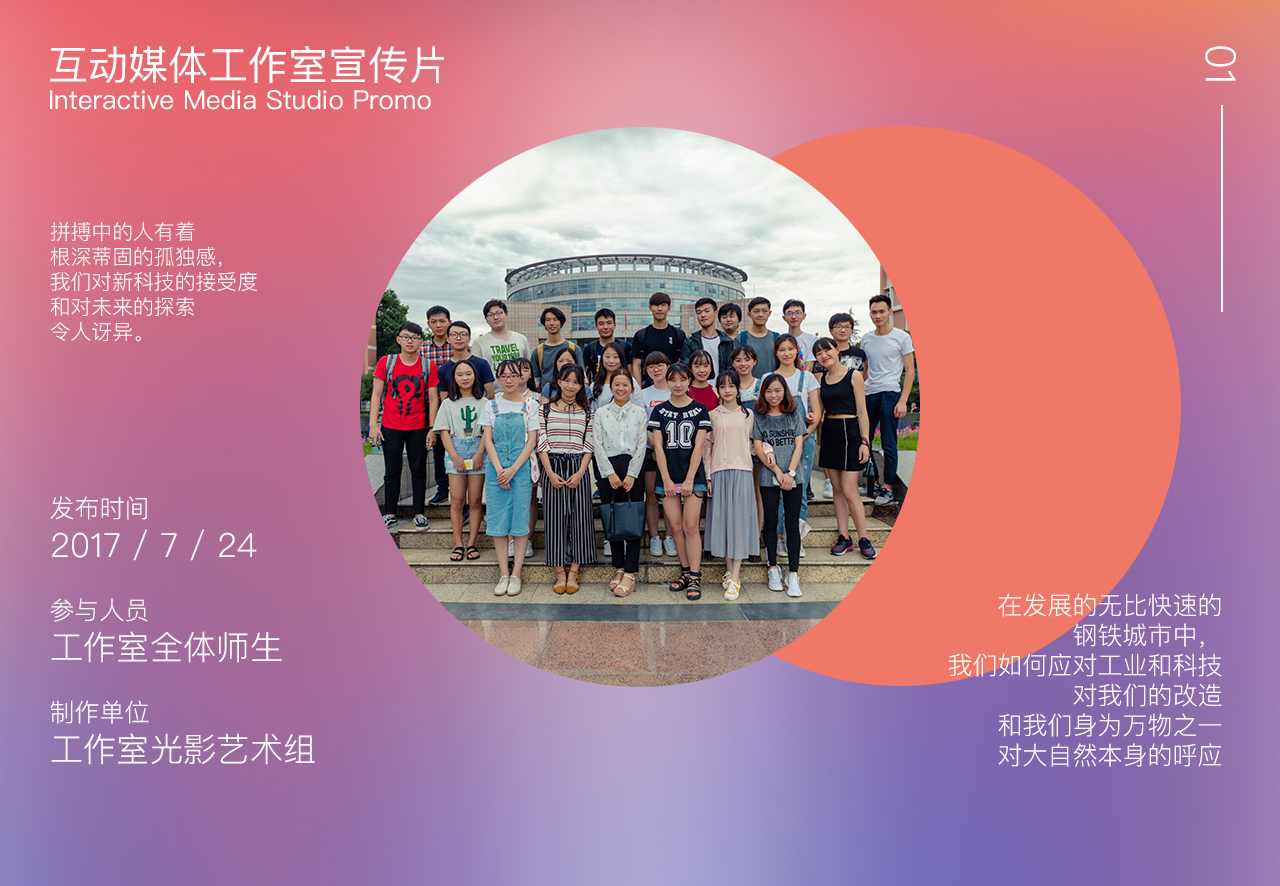 互动媒体工作室宣传片
Interactive Media Studio Promo
01
拼搏中的人有着
根深蒂固的孤独感，
我们对新科技的接受度
和对未来的探索
令人讶异。
发布时间
2017 / 7 / 24
参与人员
工作室全体师生
制作单位
工作室光影艺术组
TRAVEL
STAY REAL
10
NO SUNSHINE
NO BETTE
在发展的无比快速的
钢铁城市中，
我们如何应对工业和科技
对我们的改造
和我们身为万物之一
对大自然本身的呼应